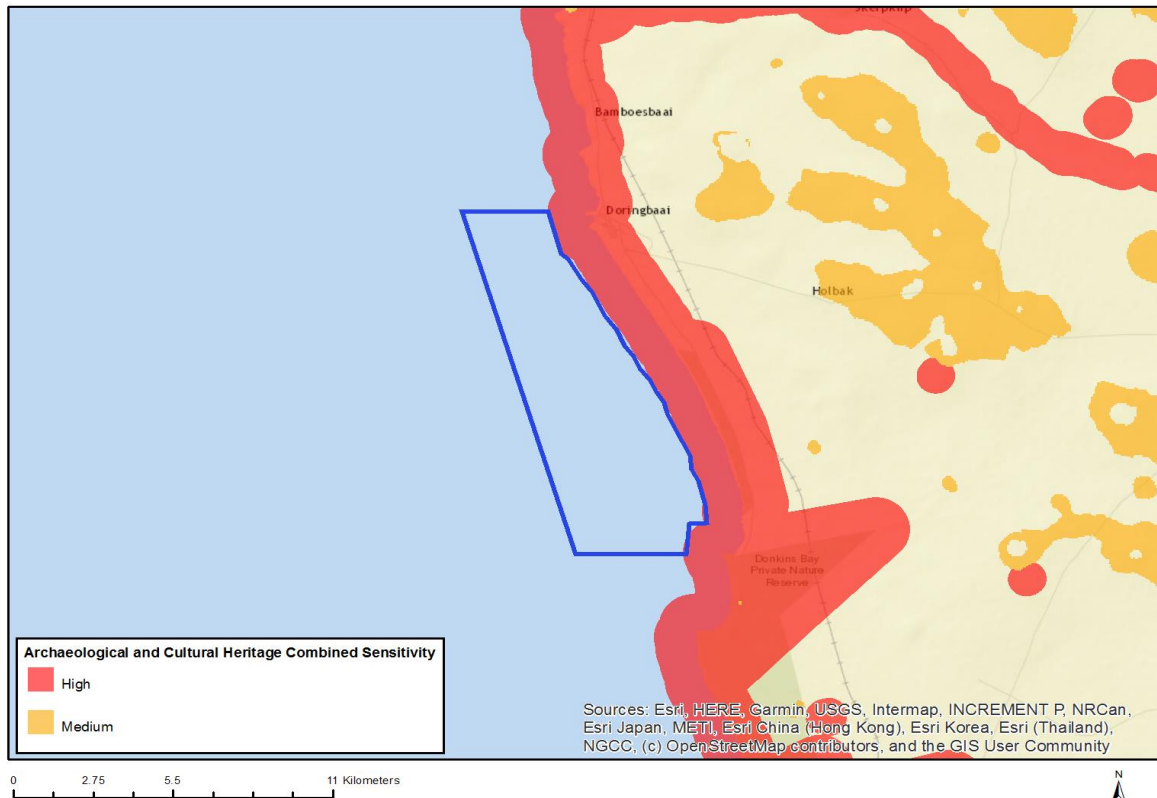 Skerpklip
Bamboesbaai
Doringbaai
Holbak
Donkins Bay
Private Nature
Reserve
Archaeological and Cultural Heritage Combined Sensitivity
High
Medium
Sources: Esri, HERE, Garmin, USGS, Intermap, INCREMENT P, NRCan,
Esri Japan, METI, Esri China (Hong Kong), Esri Korea, Esri (Thailand),
NGCC, (c) OpenStreetMap contributors, and the GIS User Community
0 2.75 5.5 11 Kilometers
N